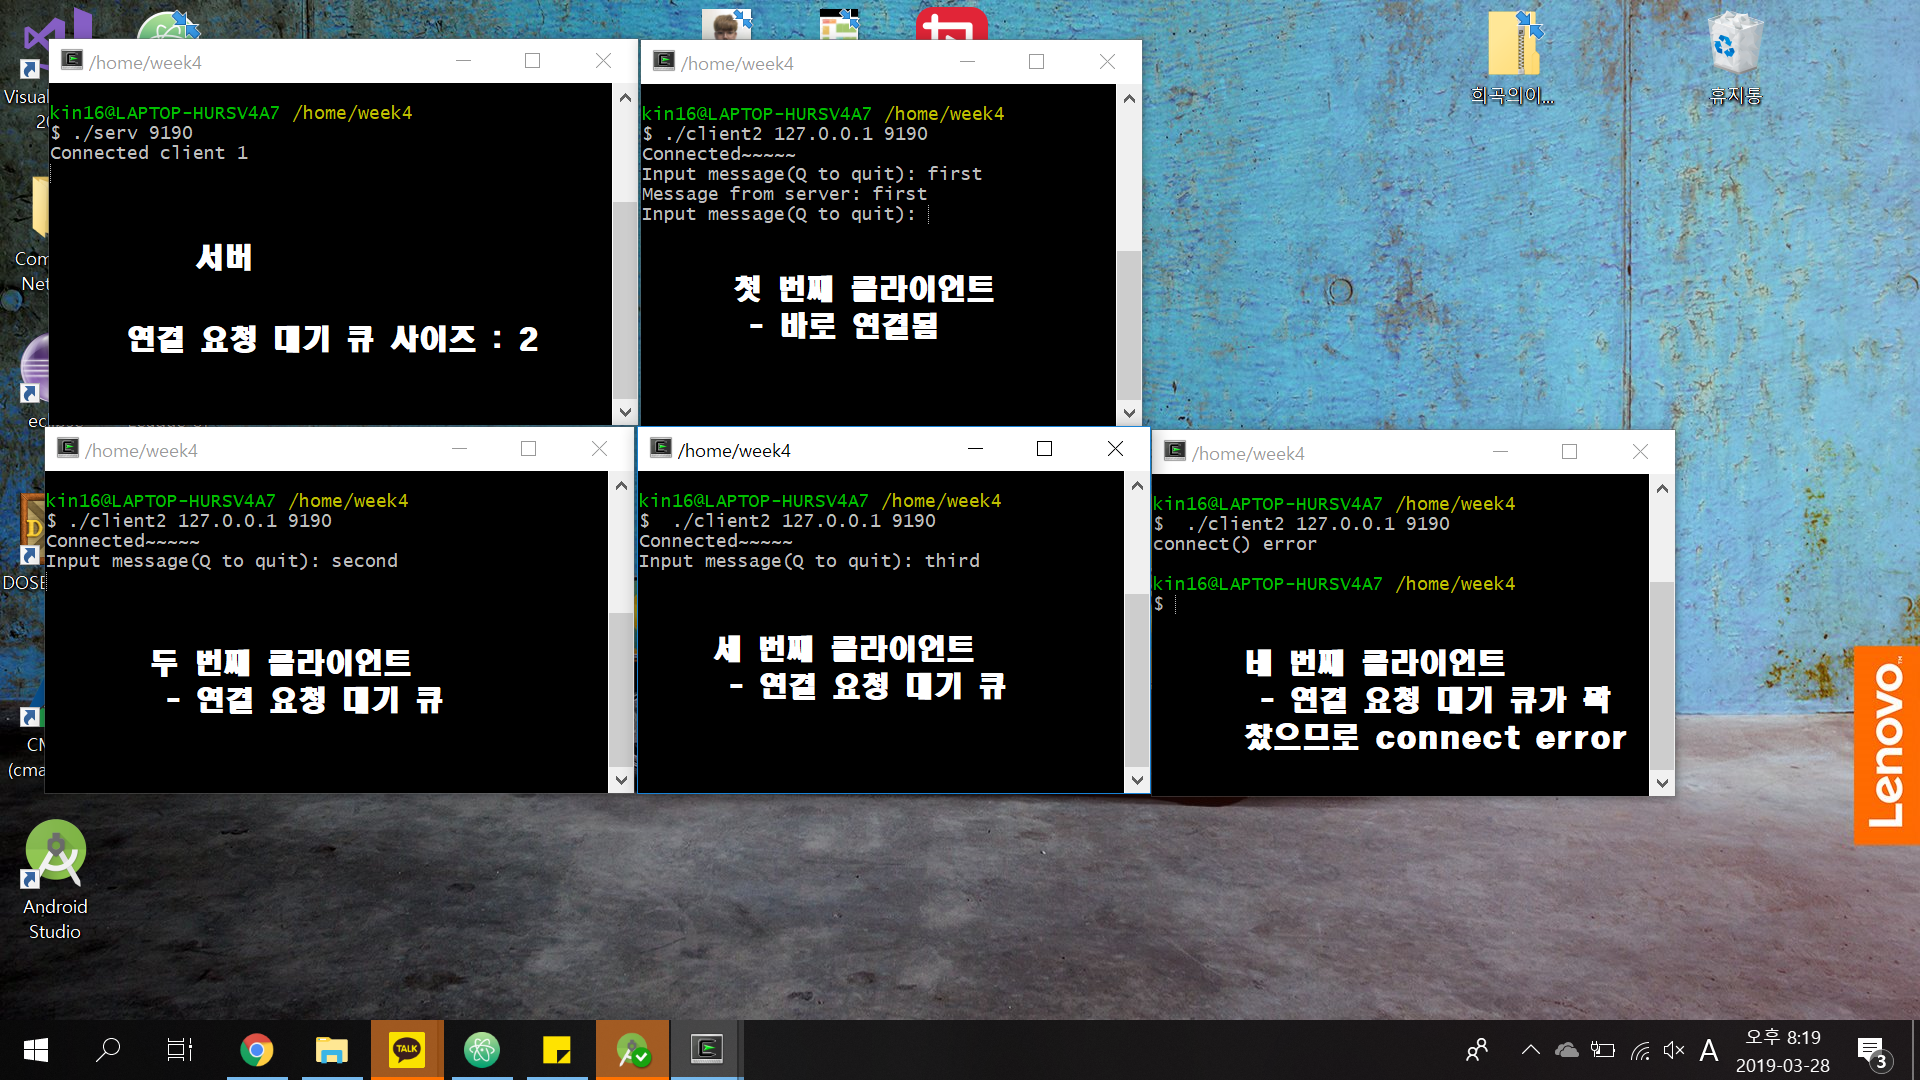 /home/week4
kin16@LAPTOP-HURSV4A7 /home/week4
$ ./serv 9190
Connected client 1
서버
연결 요청 대기 큐 사이즈 : 2
/home/week4
kin16@LAPTOP-HURSV4A7 /home/week4
$ ./client2 127.0.0.1 9190
Connected~~~~~
Input message(Q to quit): first
Message from server: first
Input message(Q to quit):
첫 번째 클라이언트
- 바로 연결됨
/home/week4
kin16@LAPTOP-HURSV4A7 /home/week4
$ ./client2 127.0.0.1 9190
Connected~~~~~
Input message(Q to quit): second
두 번째 클라이언트
- 연결 요청 대기 큐
/home/week4
kin16@LAPTOP-HURSV4A7 /home/week4
$  ./client2 127.0.0.1 9190
Connected~~~~~
Input message(Q to quit): third
세 번째 클라이언트
- 연결 요청 대기 큐
/home/week4
kin16@LAPTOP-HURSV4A7 /home/week4
$  ./client2 127.0.0.1 9190
connect() error
kin16@LAPTOP-HURSV4A7 /home/week4
$
네 번째 클라이언트
- 연결 요청 대기 큐가 꽉
찼으므로 connect error
Visual
Com
Net
DOSB
(cma
Android
Studio
희곡의이...
휴지통
Lenovo
TALK
A
오후 8:19
2019-03-28
3